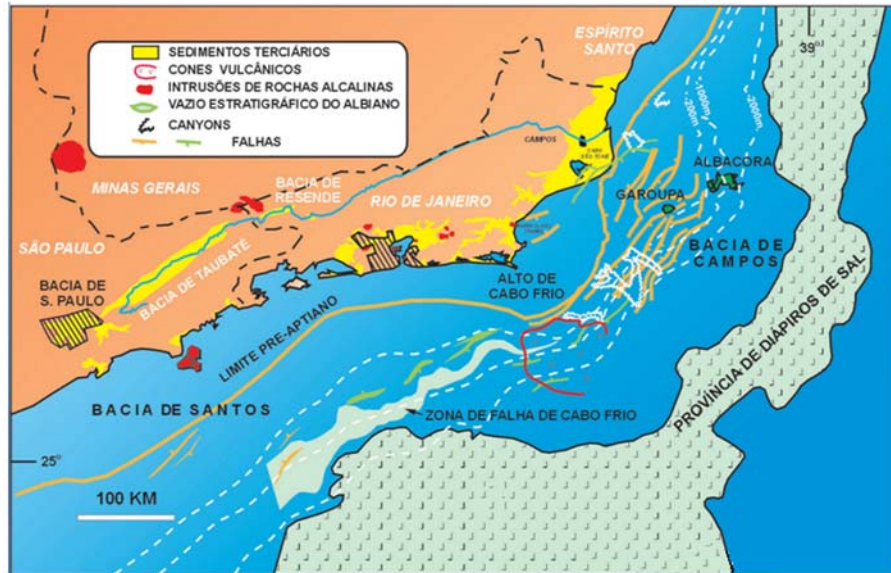 ESPÍRITO
SANTO
39°
SEDIMENTOS TERCIÁRIOS
CONES VULCÂNICOS
INTRUSÕES DE ROCHAS ALCALINAS
VAZIO ESTRATIGRÁFICO DO ALBIANO
CANYONS
FALHAS
-200m
-1000m
-2000m
CAMPOS
ALBACORA
MINAS GERAIS
BACIA DE
RESENDE
GAROUPA
RIO DE JANEIRO
SÃO PAULO
BACIA DE TAUBATÉ
BACIA DE
CAMPOS
BACIA DE
S. PAULO
ALTO DE
CABO FRIO
LIMITE PRE-APTIANO
PROVÍNCIA DE DIÁPIROS DE SAL
BACIA DE SANTOS
ZONA DE FALHA DE CABO FRIO
25°
100 KM